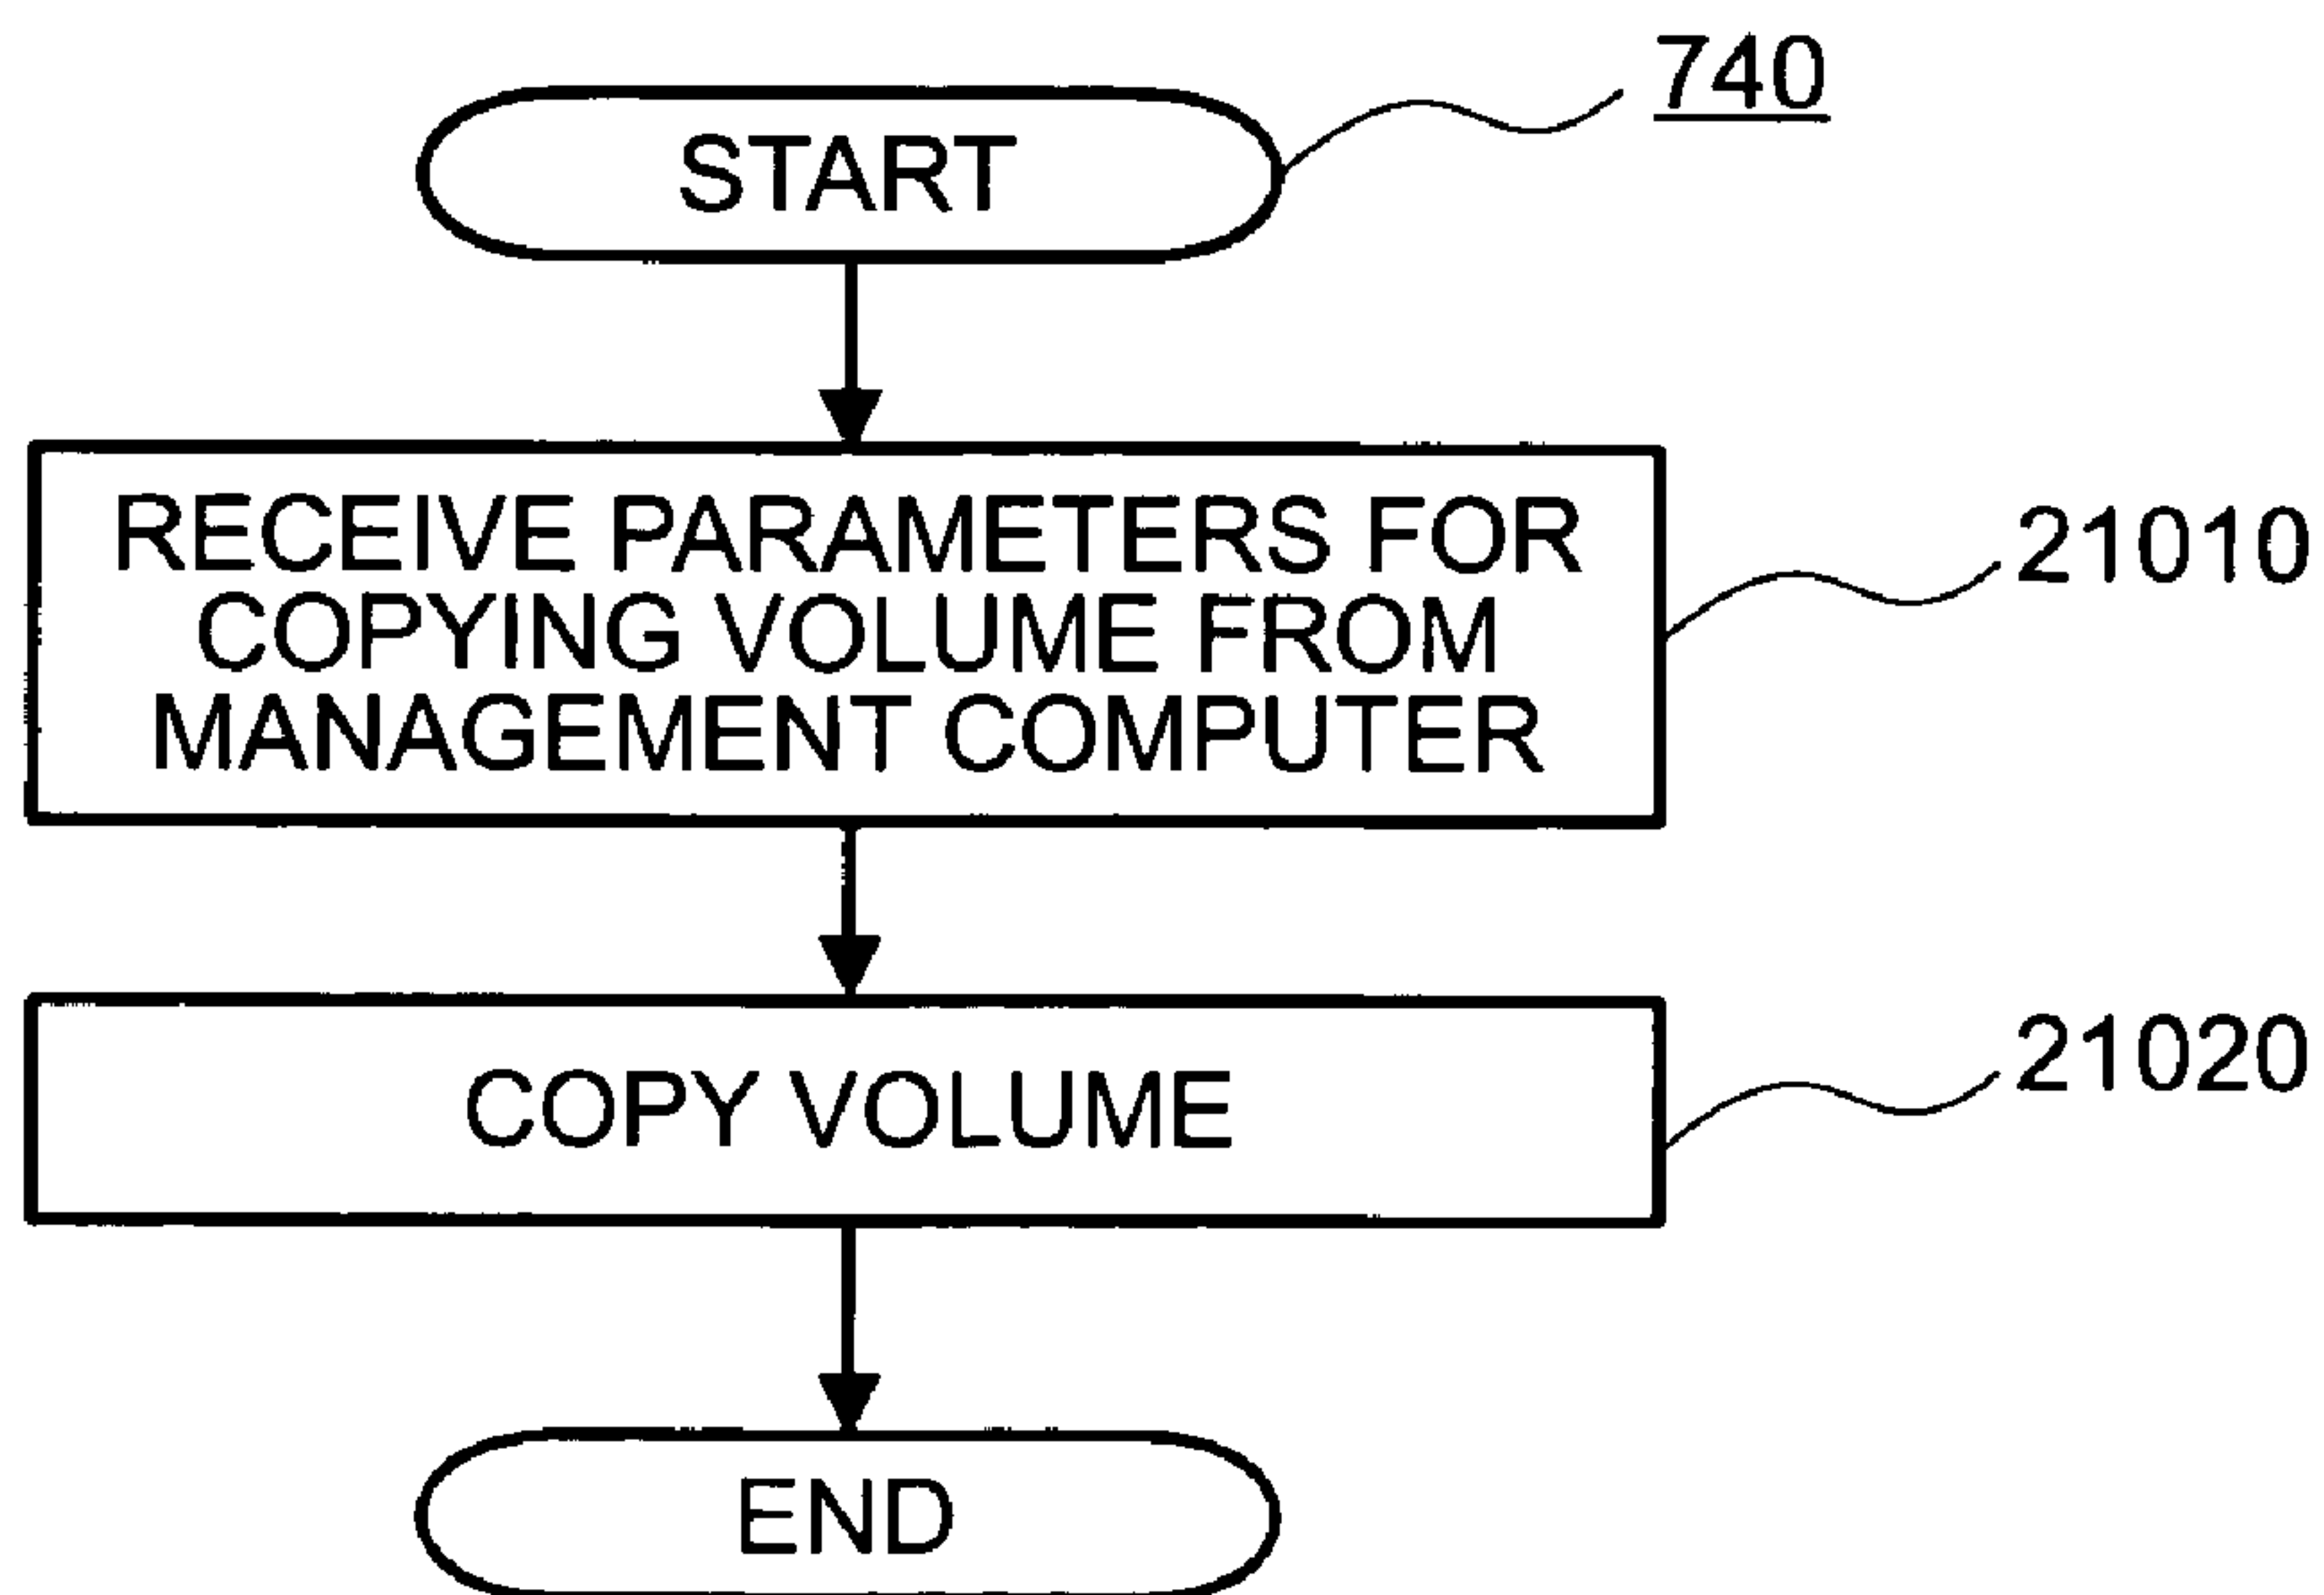 740
START
RECEIVE PARAMETERS FOR
COPYING VOLUME FROM
MANAGEMENT COMPUTER
21010
COPY VOLUME
21020
END